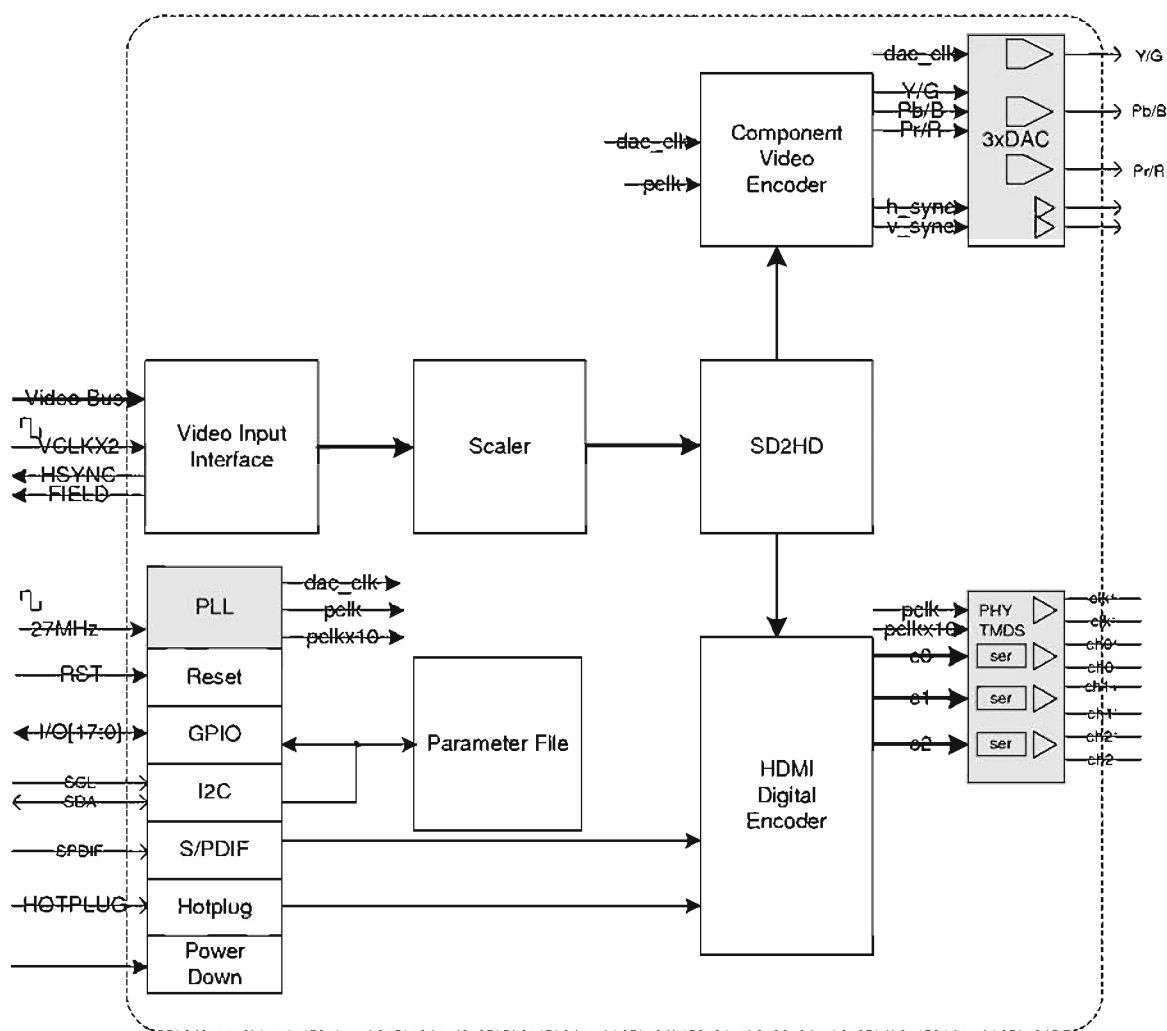 dac_clk
Y/G
Pb/B
Pr/R
h_sync
v_sync
3xDAC
Y/G
Pb/B
Pr/R
dac_clk
pclk
Component
Video
Encoder
Video Bus
VCLKX2
HSYNC
FIELD
Video Input
Interface
Scaler
SD2HD
27MHz
PLL
dac_clk
pclk
pclkx10
RST
Reset
I/O[17:0]
GPIO
SCL
SDA
I2C
Parameter File
SPDIF
S/PDIF
HOTPLUG
Hotplug
Power
Down
HDMI
Digital
Encoder
pclk
pclkx10
c0
c1
c2
PHY
TMDS
ser
ser
ser
clk+
clk-
ch0+
ch0-
ch1+
ch1-
ch2+
ch2-